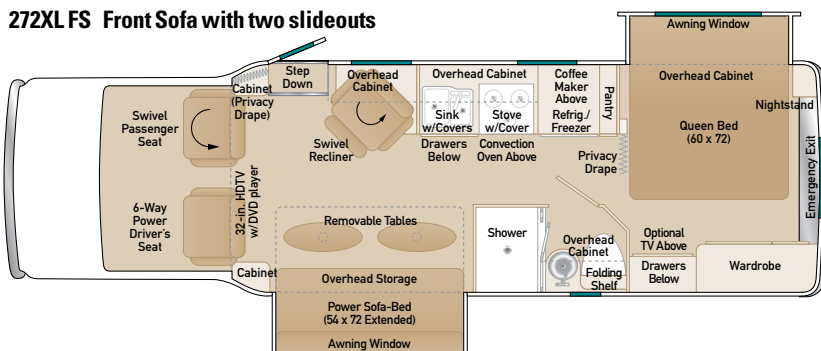 272XL FS Front Sofa with two slideouts
Awning Window
Step
Down
Cabinet
(Privacy
Drape)
Overhead
Cabinet
Overhead Cabinet
Coffee
Maker
Above
Pantry
Overhead Cabinet
Nightstand
Swivel
Passenger
Seat
Sink
w/Covers
Stove
w/Cover
Refrig./
Freezer
Queen Bed
(60 x 72)
Swivel
Recliner
Drawers
Below
Convection
Oven Above
Privacy
Drape
Emergency Exit
32-in. HDTV
w/DVD player
6-Way
Power
Driver's
Seat
Removable Tables
Shower
Overhead
Cabinet
Optional
TV Above
Cabinet
Overhead Storage
Folding
Shelf
Drawers
Below
Wardrobe
Power Sofa-Bed
(54 x 72 Extended)
Awning Window